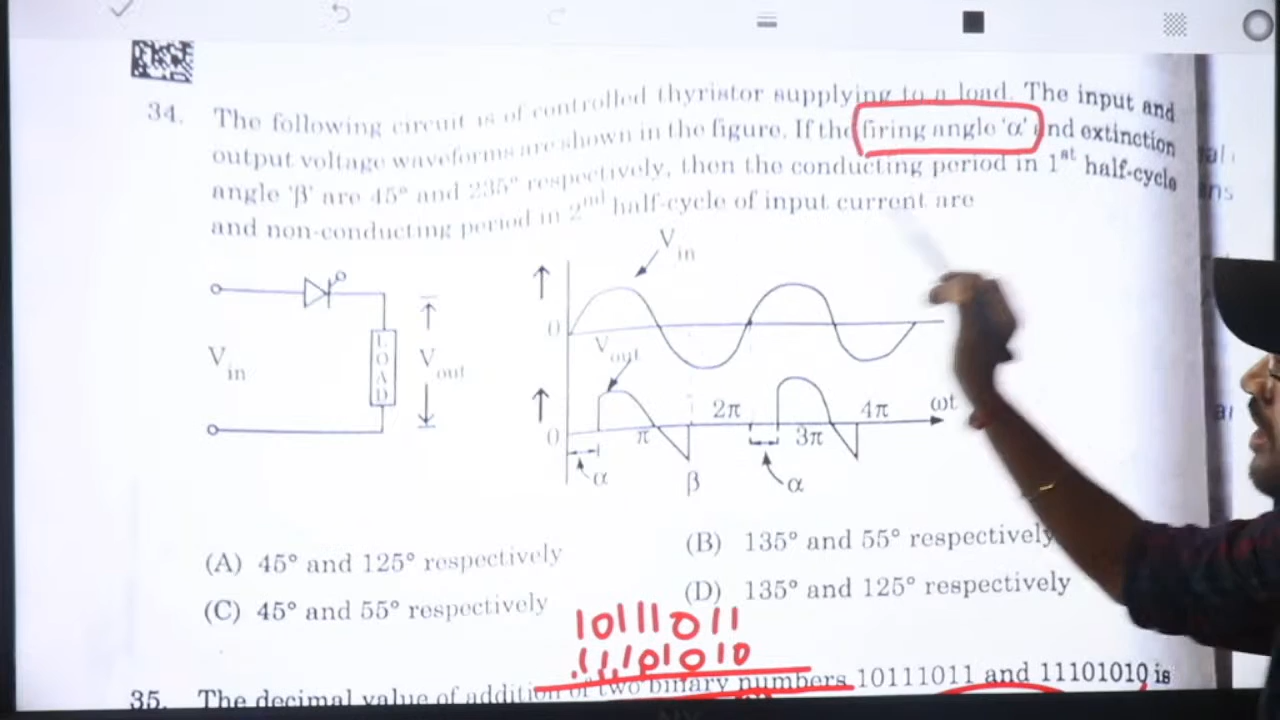 34. The following circuit is of controlled thyristor supplying to a load. The input and
output voltage waveforms are shown in the figure. If the firing angle 'α' and extinction
angle 'β' are 45° and 235° respectively, then the conducting period in 1st half-cycle
and non-conducting period in 2nd half-cycle of input current are
V in
0
V in
LOAD
V out
V out
0
α
π
β
2π
α
3π
4π
ωt
(A) 45° and 125° respectively
(B) 135° and 55° respectively
(C) 45° and 55° respectively
(D) 135° and 125° respectively
10111011
11101010
35. The decimal value of addition of two binary numbers 10111011 and 11101010 is